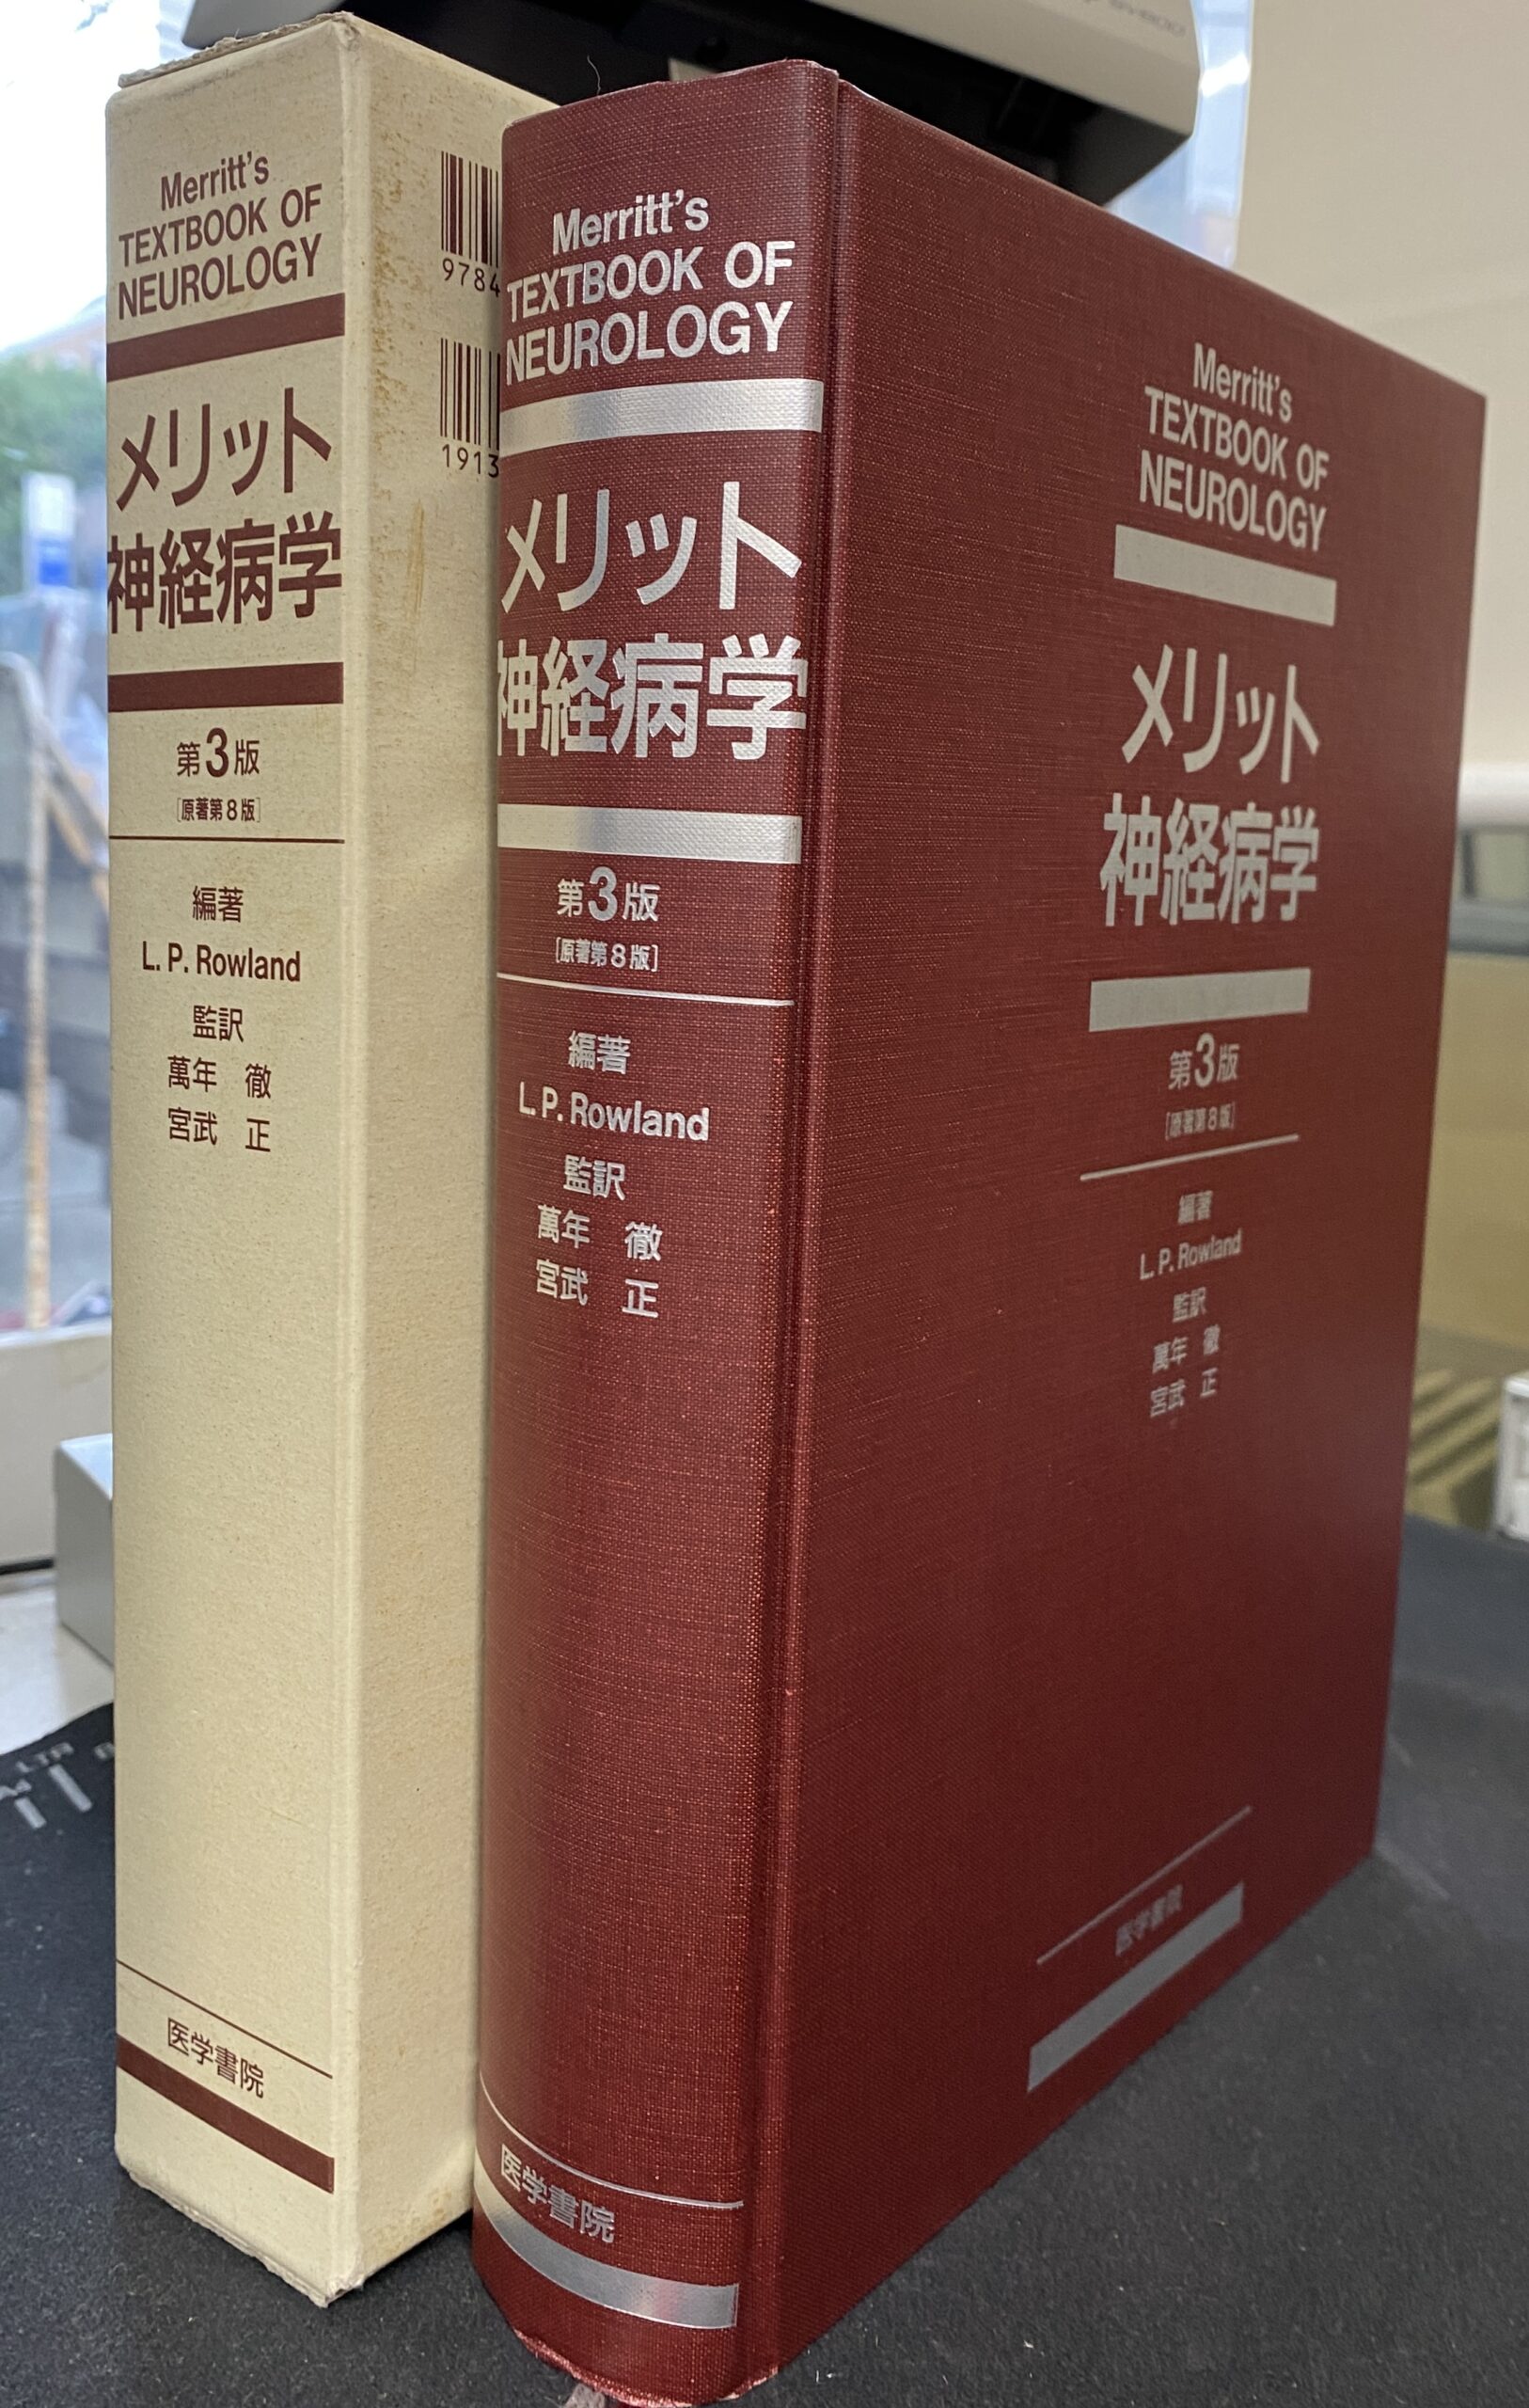 Merritt's
TEXTBOOK OF
NEUROLOGY
メリット
神経病学
第3版
[原著第8版]
編著
L. P. Rowland
監訳
萬年 徹
宮武 正
医学書院
9784
1913
Merritt's
TEXTBOOK OF
NEUROLOGY
メリット
神経病学
第3版
[原著第8版]
編著
L. P. Rowland
監訳
萬年 徹
宮武 正
医学書院
Merritt's
TEXTBOOK OF
NEUROLOGY
メリット
神経病学
第3版
[原著第8版]
編著
L. P. Rowland
監訳
萬年 徹
宮武 正
医学書院